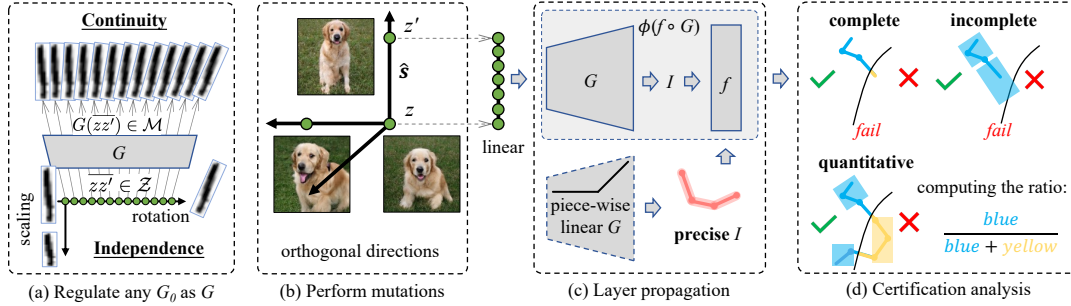 Continuity
G(zz') ∈ ℳ
G
zz' ∈ 𝒵
scaling
rotation
Independence
(a) Regulate any G₀ as G
z'
ŝ
z
linear
orthogonal directions
(b) Perform mutations
ϕ(f∘G)
G
I
f
piece-wise
linear G
precise I
(c) Layer propagation
complete
incomplete
fail
fail
quantitative
computing the ratio:
blue
blue + yellow
(d) Certification analysis